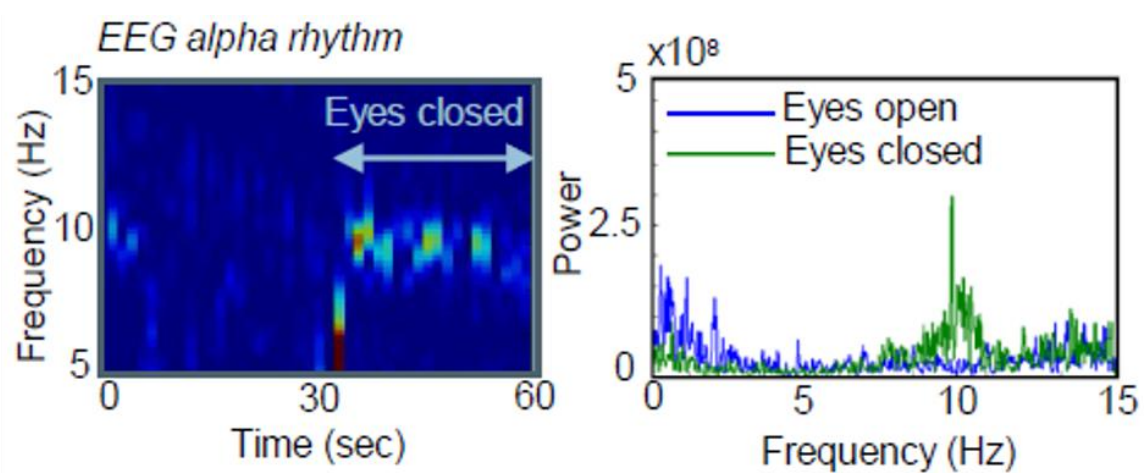 EEG alpha rhythm
15
Eyes closed
10
5
Frequency (Hz)
0 30 60
Time (sec)
x10⁸
5
Eyes open
Eyes closed
2.5
0
Power
0 5 10 15
Frequency (Hz)